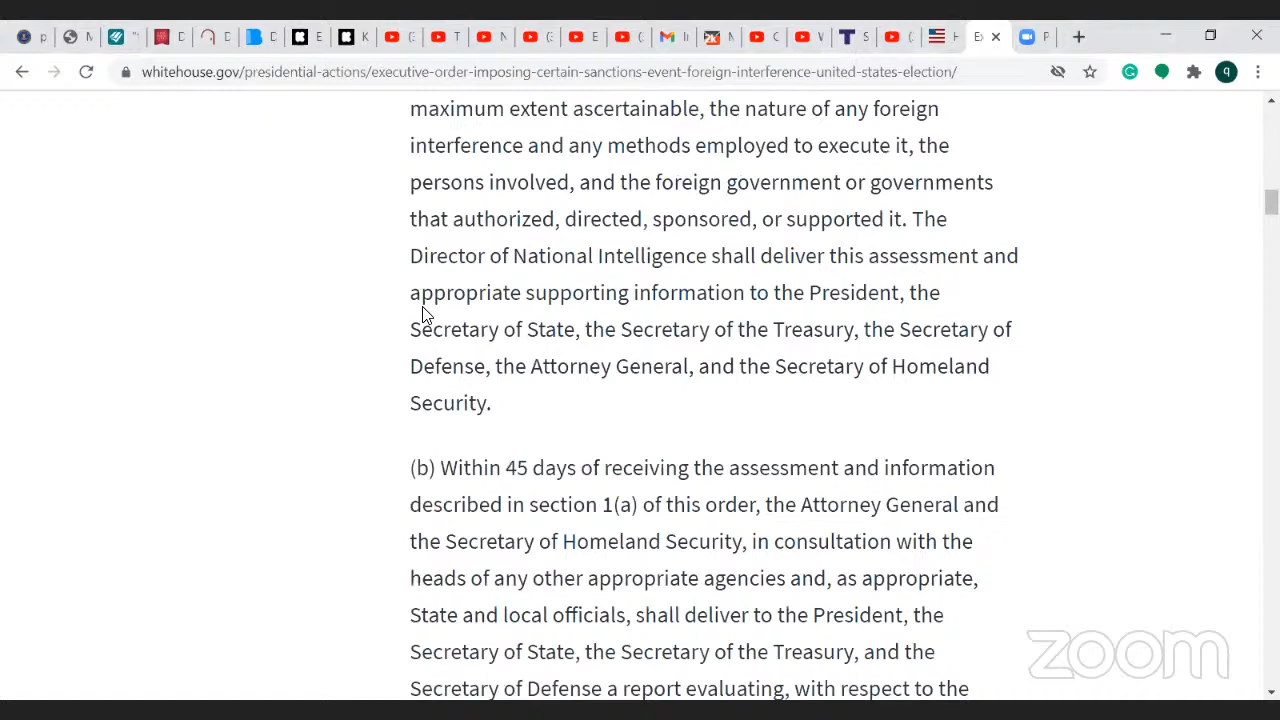 p
N
"
D
D
D
E
K
(
T
N
(
E
(
Ir
N
C
V
S
(
H
E
P
whitehouse.gov/presidential-actions/executive-order-imposing-certain-sanctions-event-foreign-interference-united-states-election/
q
maximum extent ascertainable, the nature of any foreign
interference and any methods employed to execute it, the
persons involved, and the foreign government or governments
that authorized, directed, sponsored, or supported it. The
Director of National Intelligence shall deliver this assessment and
appropriate supporting information to the President, the
Secretary of State, the Secretary of the Treasury, the Secretary of
Defense, the Attorney General, and the Secretary of Homeland
Security.
(b) Within 45 days of receiving the assessment and information
described in section 1(a) of this order, the Attorney General and
the Secretary of Homeland Security, in consultation with the
heads of any other appropriate agencies and, as appropriate,
State and local officials, shall deliver to the President, the
Secretary of State, the Secretary of the Treasury, and the
Secretary of Defense a report evaluating, with respect to the
zoom